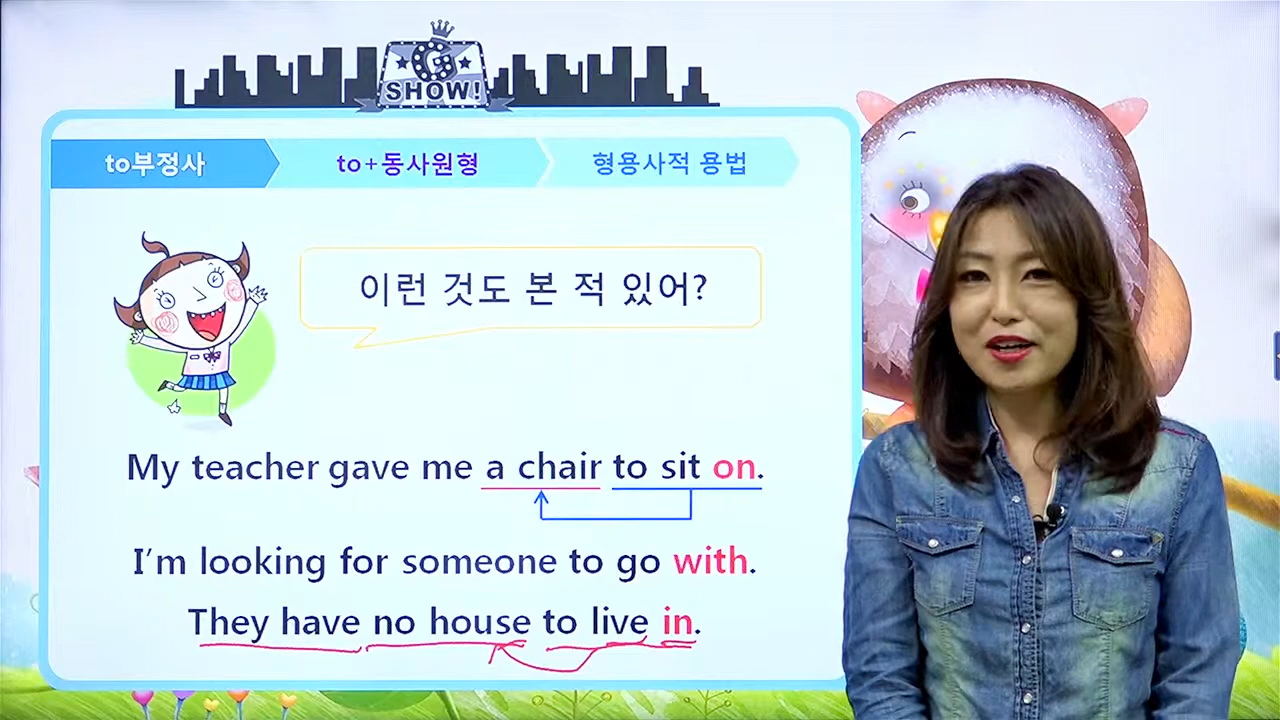 G
SHOW!
to부정사
to+동사원형
형용사적 용법
이런 것도 본 적 있어?
My teacher gave me a chair to sit on.
I'm looking for someone to go with.
They have no house to live in.